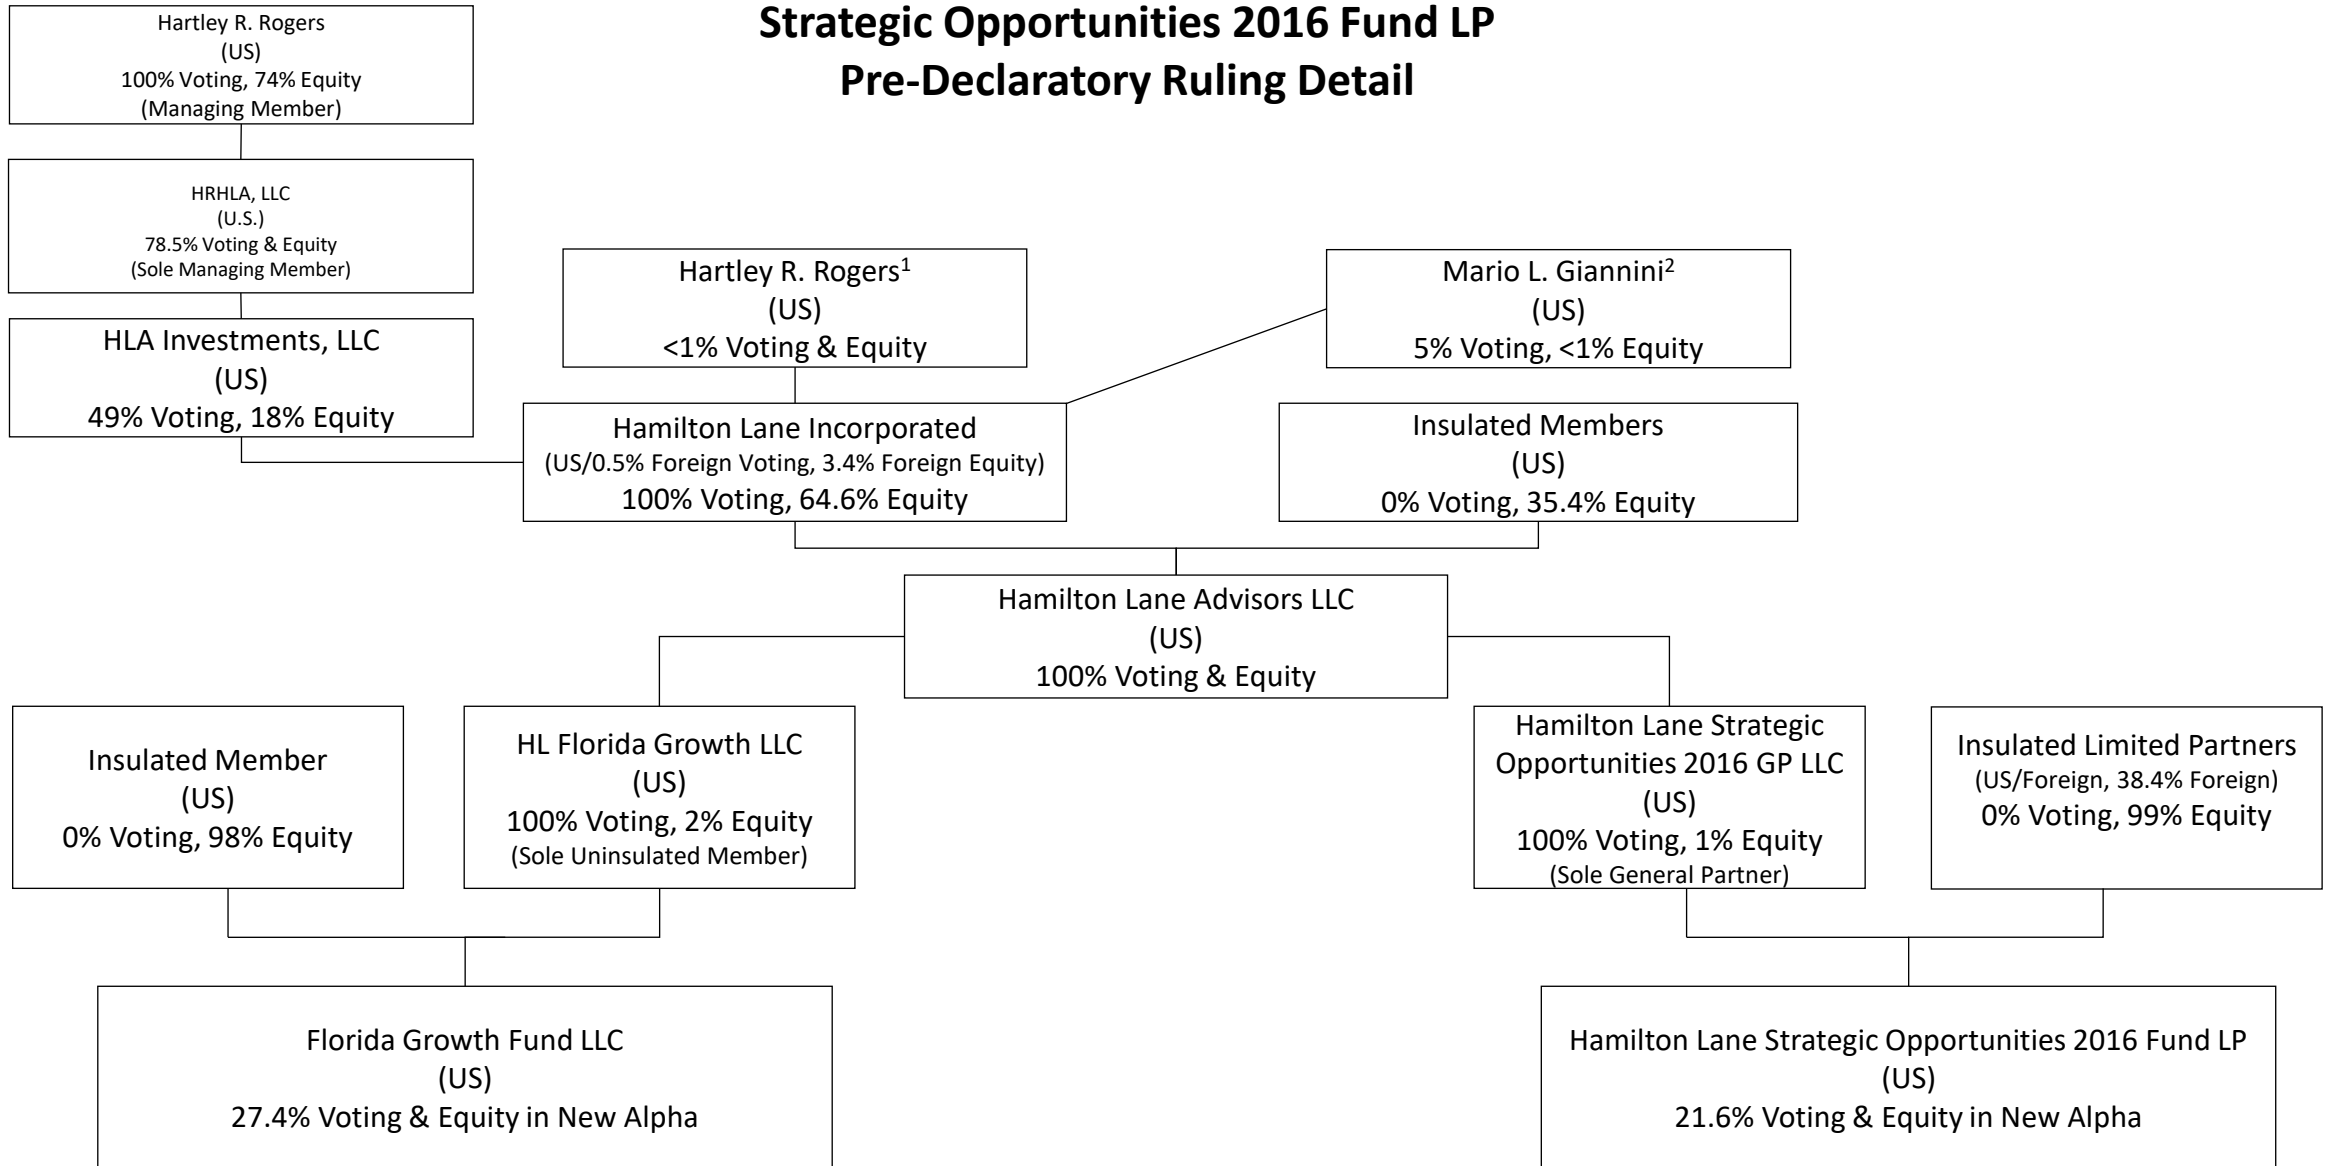 Strategic Opportunities 2016 Fund LP
Pre-Declaratory Ruling Detail
Hartley R. Rogers
(US)
100% Voting, 74% Equity
(Managing Member)
HRHLA, LLC
(U.S.)
78.5% Voting & Equity
(Sole Managing Member)
HLA Investments, LLC
(US)
49% Voting, 18% Equity
Hartley R. Rogers1
(US)
<1% Voting & Equity
Mario L. Giannini2
(US)
5% Voting, <1% Equity
Hamilton Lane Incorporated
(US/0.5% Foreign Voting, 3.4% Foreign Equity)
100% Voting, 64.6% Equity
Insulated Members
(US)
0% Voting, 35.4% Equity
Hamilton Lane Advisors LLC
(US)
100% Voting & Equity
Insulated Member
(US)
0% Voting, 98% Equity
HL Florida Growth LLC
(US)
100% Voting, 2% Equity
(Sole Uninsulated Member)
Hamilton Lane Strategic
Opportunities 2016 GP LLC
(US)
100% Voting, 1% Equity
(Sole General Partner)
Insulated Limited Partners
(US/Foreign, 38.4% Foreign)
0% Voting, 99% Equity
Florida Growth Fund LLC
(US)
27.4% Voting & Equity in New Alpha
Hamilton Lane Strategic Opportunities 2016 Fund LP
(US)
21.6% Voting & Equity in New Alpha